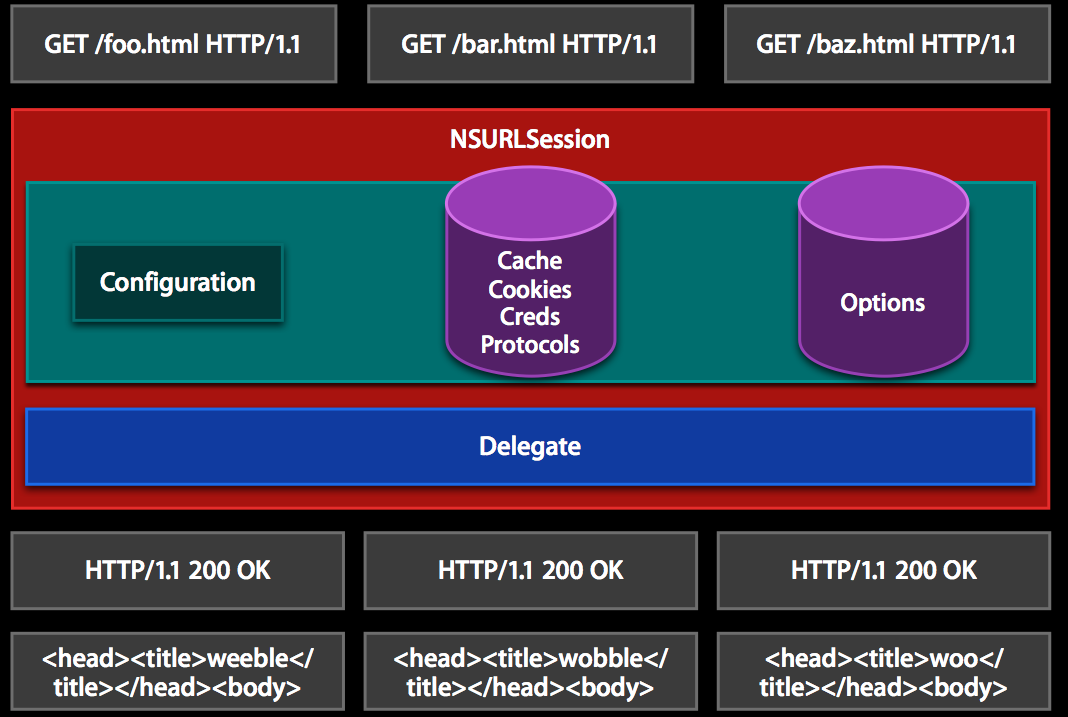 GET /foo.html HTTP/1.1
GET /bar.html HTTP/1.1
GET /baz.html HTTP/1.1
NSURLSession
Configuration
Cache
Cookies
Creds
Protocols
Options
Delegate
HTTP/1.1 200 OK
HTTP/1.1 200 OK
HTTP/1.1 200 OK
<head><title>weeble</
title></head><body>
<head><title>wobble</
title></head><body>
<head><title>woo</
title></head><body>